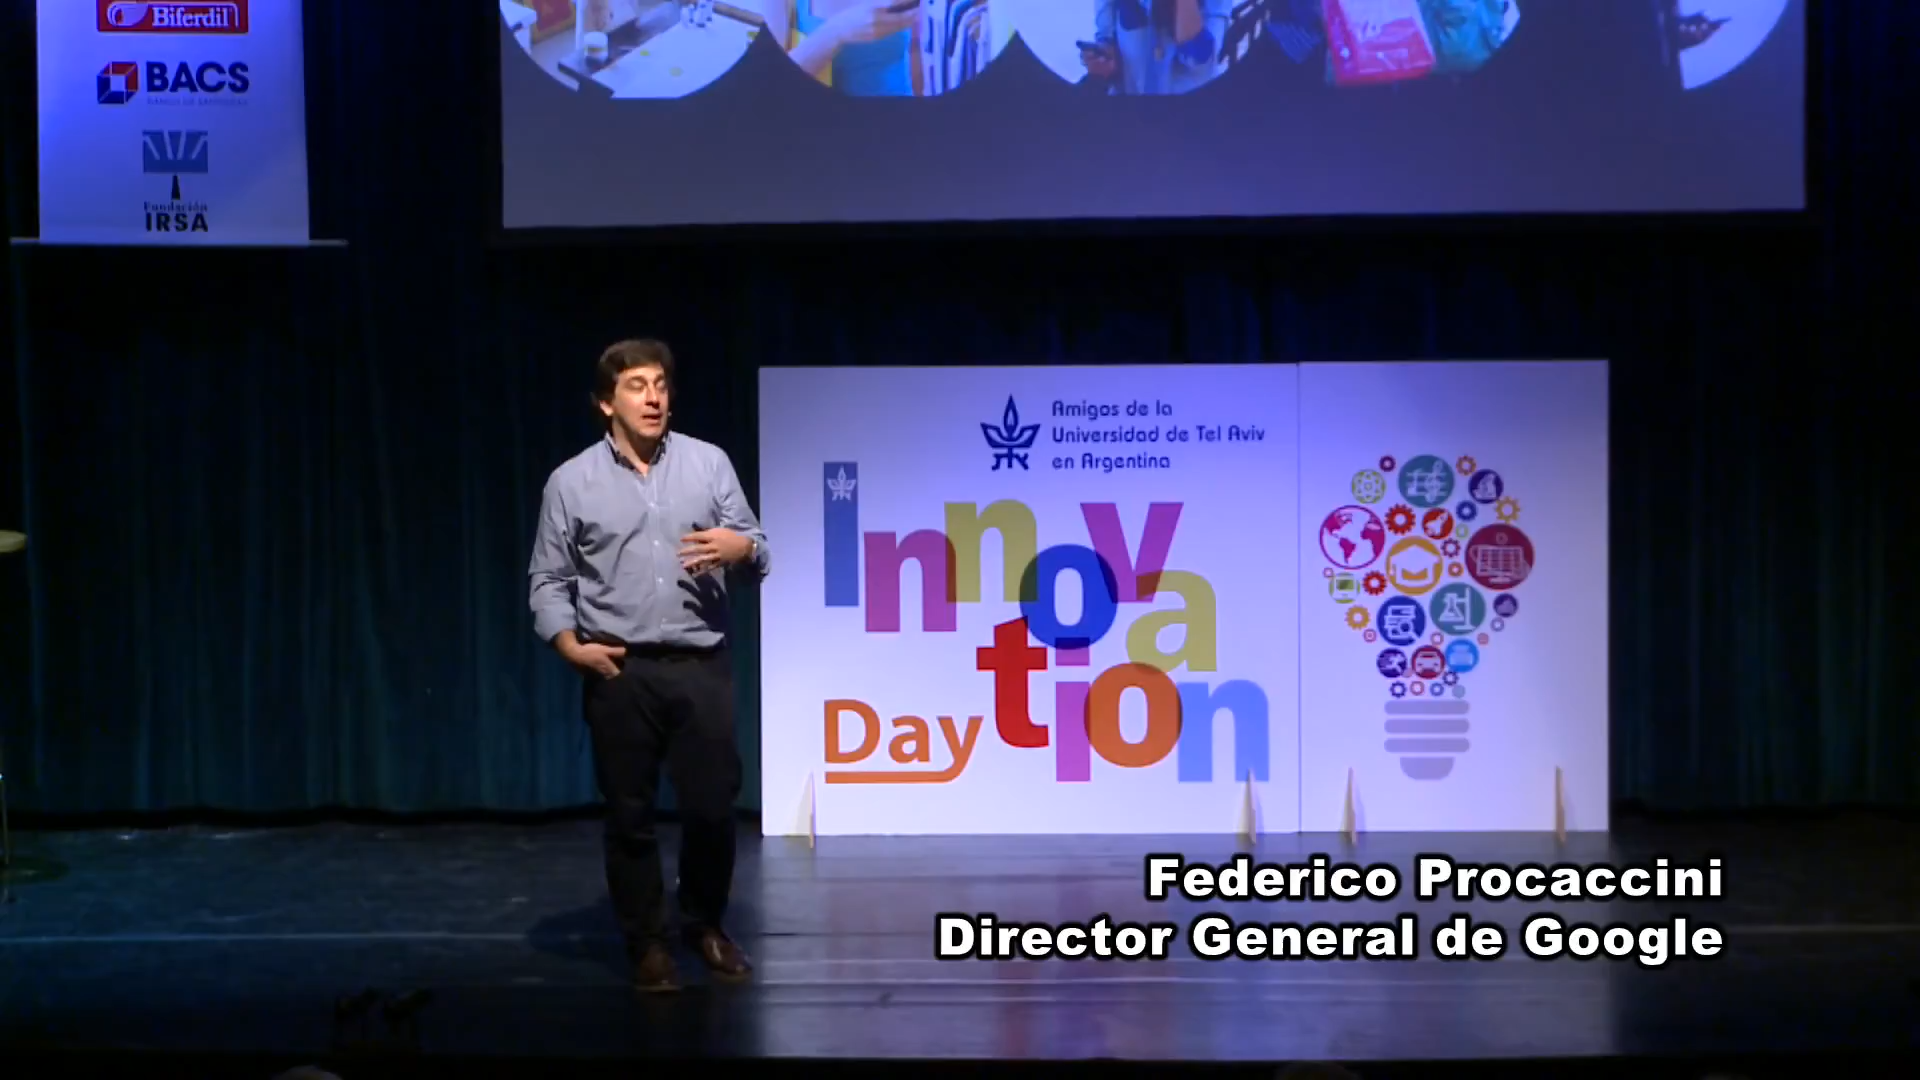 Biferdil
BACS
Fundación
IRSA
Amigos de la
Universidad de Tel Aviv
en Argentina
Innovation
Day
Federico Procaccini
Director General de Google